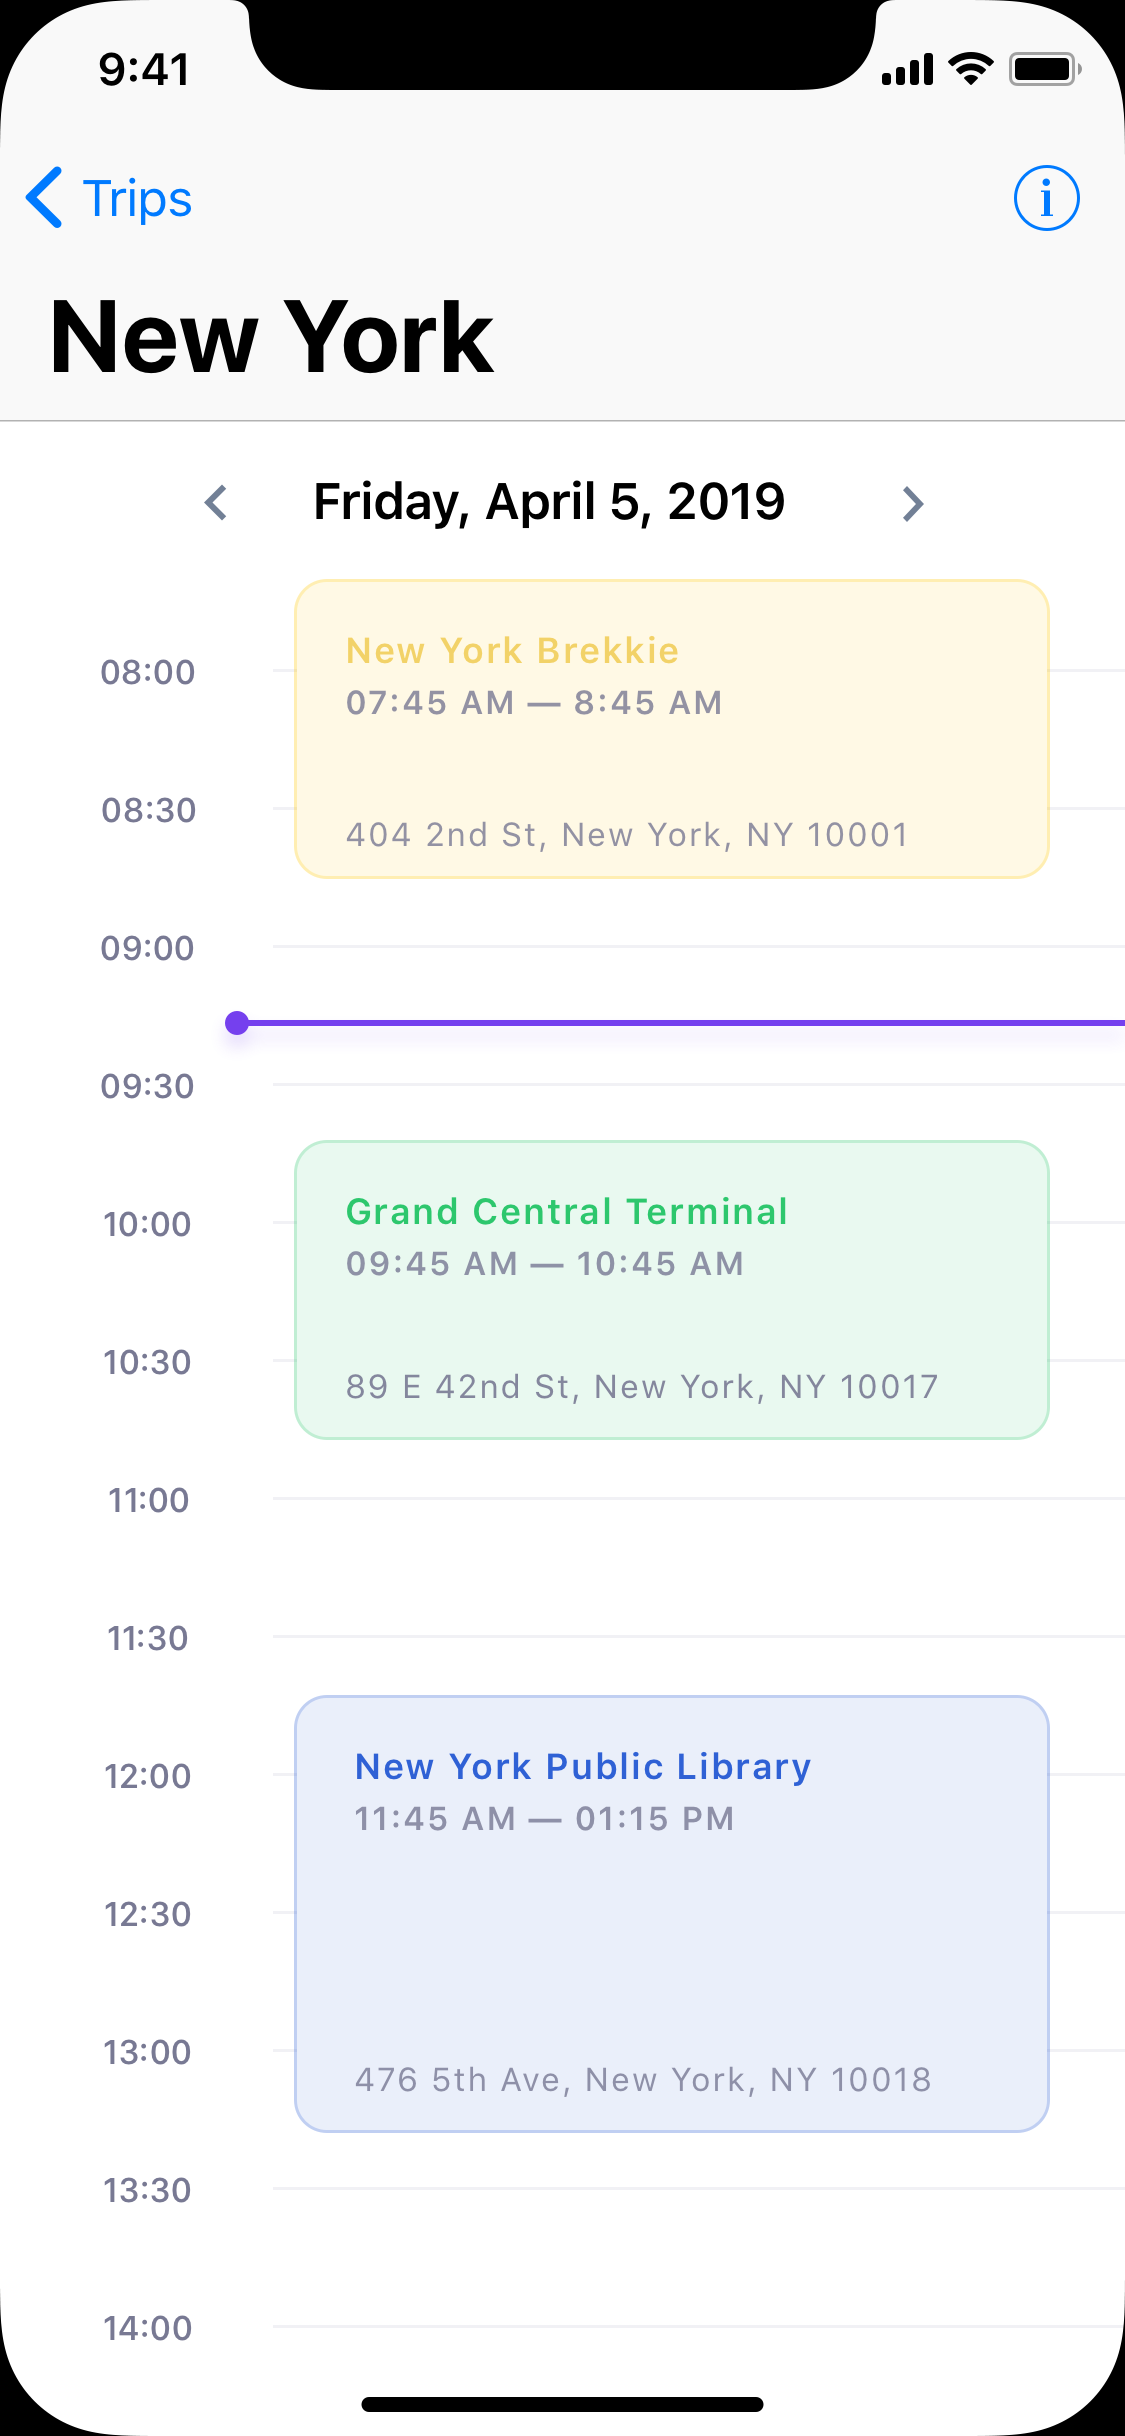 9:41
Trips
i
New York
Friday, April 5, 2019
New York Brekkie
08:00
07:45 AM — 8:45 AM
08:30
404 2nd St, New York, NY 10001
09:00
09:30
Grand Central Terminal
10:00
09:45 AM — 10:45 AM
10:30
89 E 42nd St, New York, NY 10017
11:00
11:30
New York Public Library
12:00
11:45 AM — 01:15 PM
12:30
13:00
476 5th Ave, New York, NY 10018
13:30
14:00